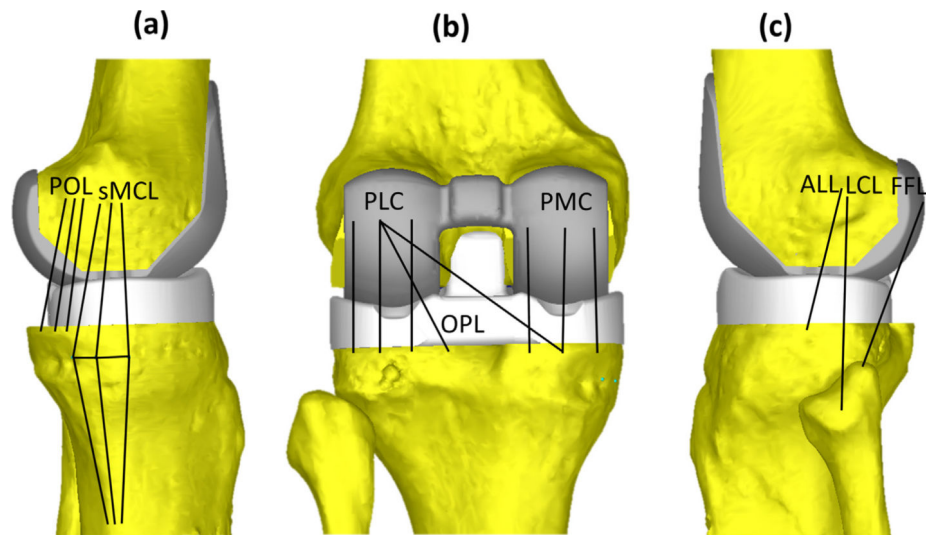 (a) (b) (c)
POL
sMCL
PLC PMC
OPL
ALL LCL FFL